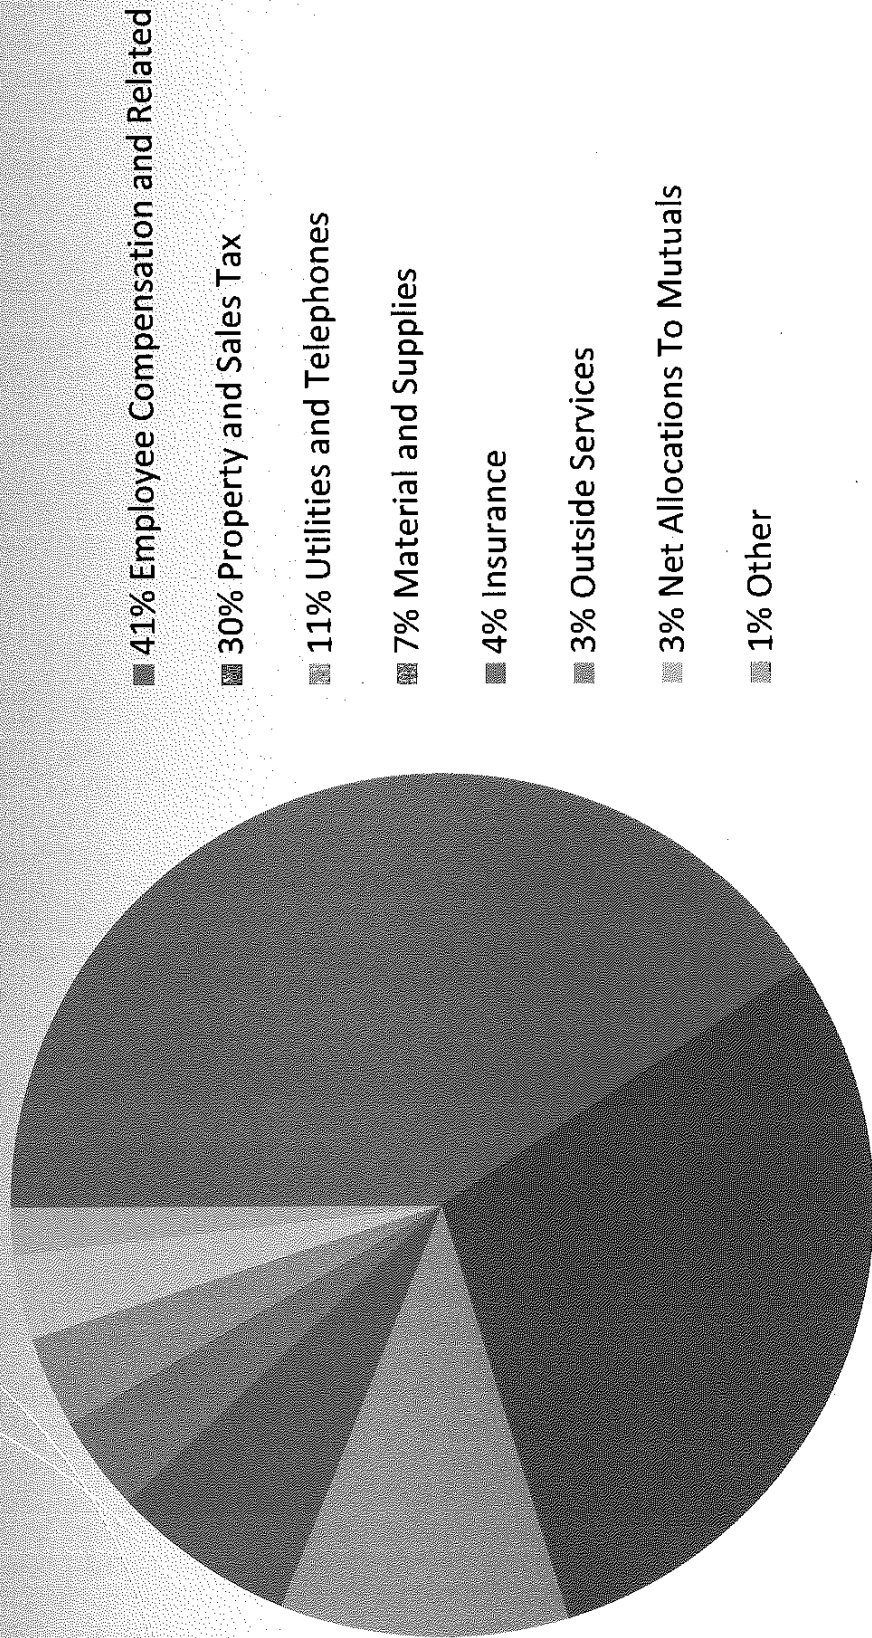 41% Employee Compensation and Related
30% Property and Sales Tax
11% Utilities and Telephones
7% Material and Supplies
4% Insurance
3% Outside Services
3% Net Allocations To Mutuals
1% Other